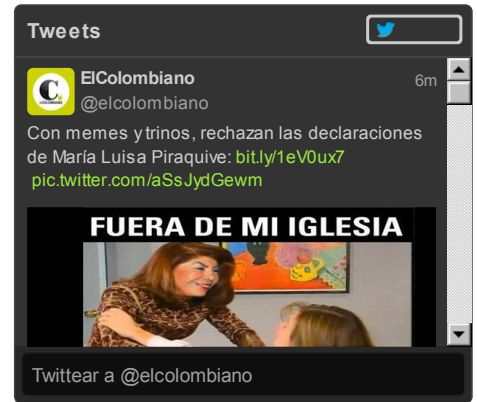 Tweets
ElColombiano
6m
@elcolombiano
Con memes y trinos, rechazan las declaraciones
de María Luisa Piraquive: bit.ly/1eV0ux7
pic.twitter.com/aSsJydGewm
FUERA DE MI IGLESIA
Twittear a @elcolombiano